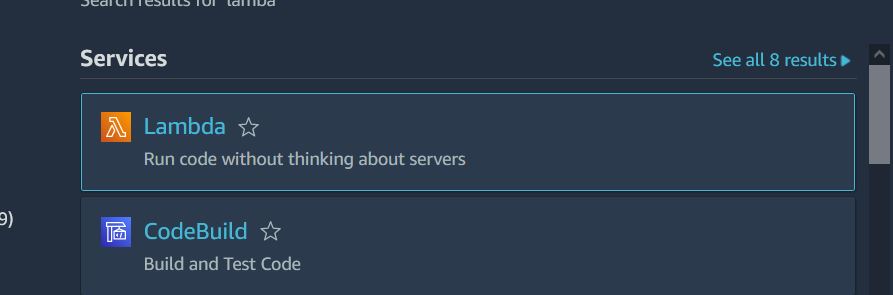 Search results for 'lamba'
Services
See all 8 results
Lambda
Run code without thinking about servers
9)
CodeBuild
Build and Test Code